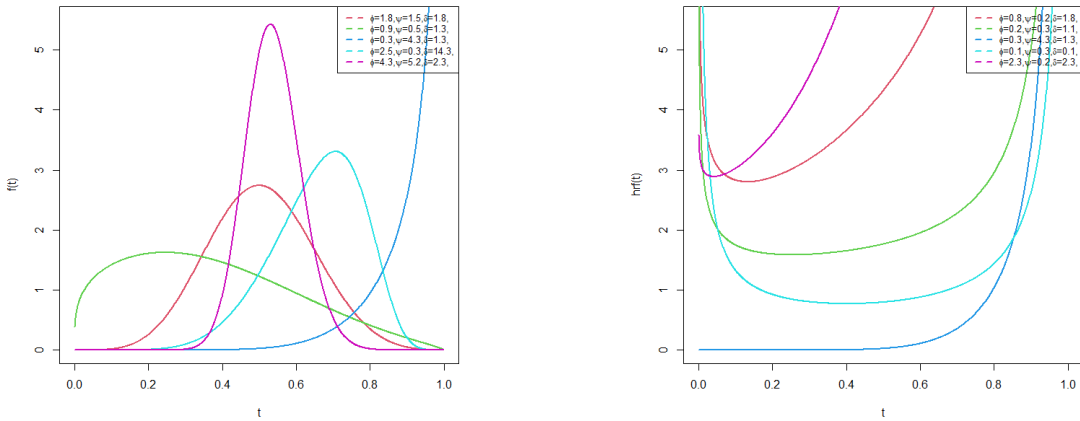 ϕ=1.8,ψ=1.5,δ=1.8,
ϕ=0.9,ψ=0.5,δ=1.3,
ϕ=0.3,ψ=4.3,δ=1.3,
ϕ=2.5,ψ=0.3,δ=14.3,
ϕ=4.3,ψ=5.2,δ=2.3,
f(t)
5
4
3
2
1
0
0.0 0.2 0.4 0.6 0.8 1.0
t
ϕ=0.8,ψ=0.2,δ=1.8,
ϕ=0.2,ψ=0.3,δ=1.1,
ϕ=0.3,ψ=4.3,δ=1.3,
ϕ=0.1,ψ=0.3,δ=0.1,
ϕ=2.3,ψ=0.2,δ=2.3,
hrf(t)
5
4
3
2
1
0
0.0 0.2 0.4 0.6 0.8 1.0
t